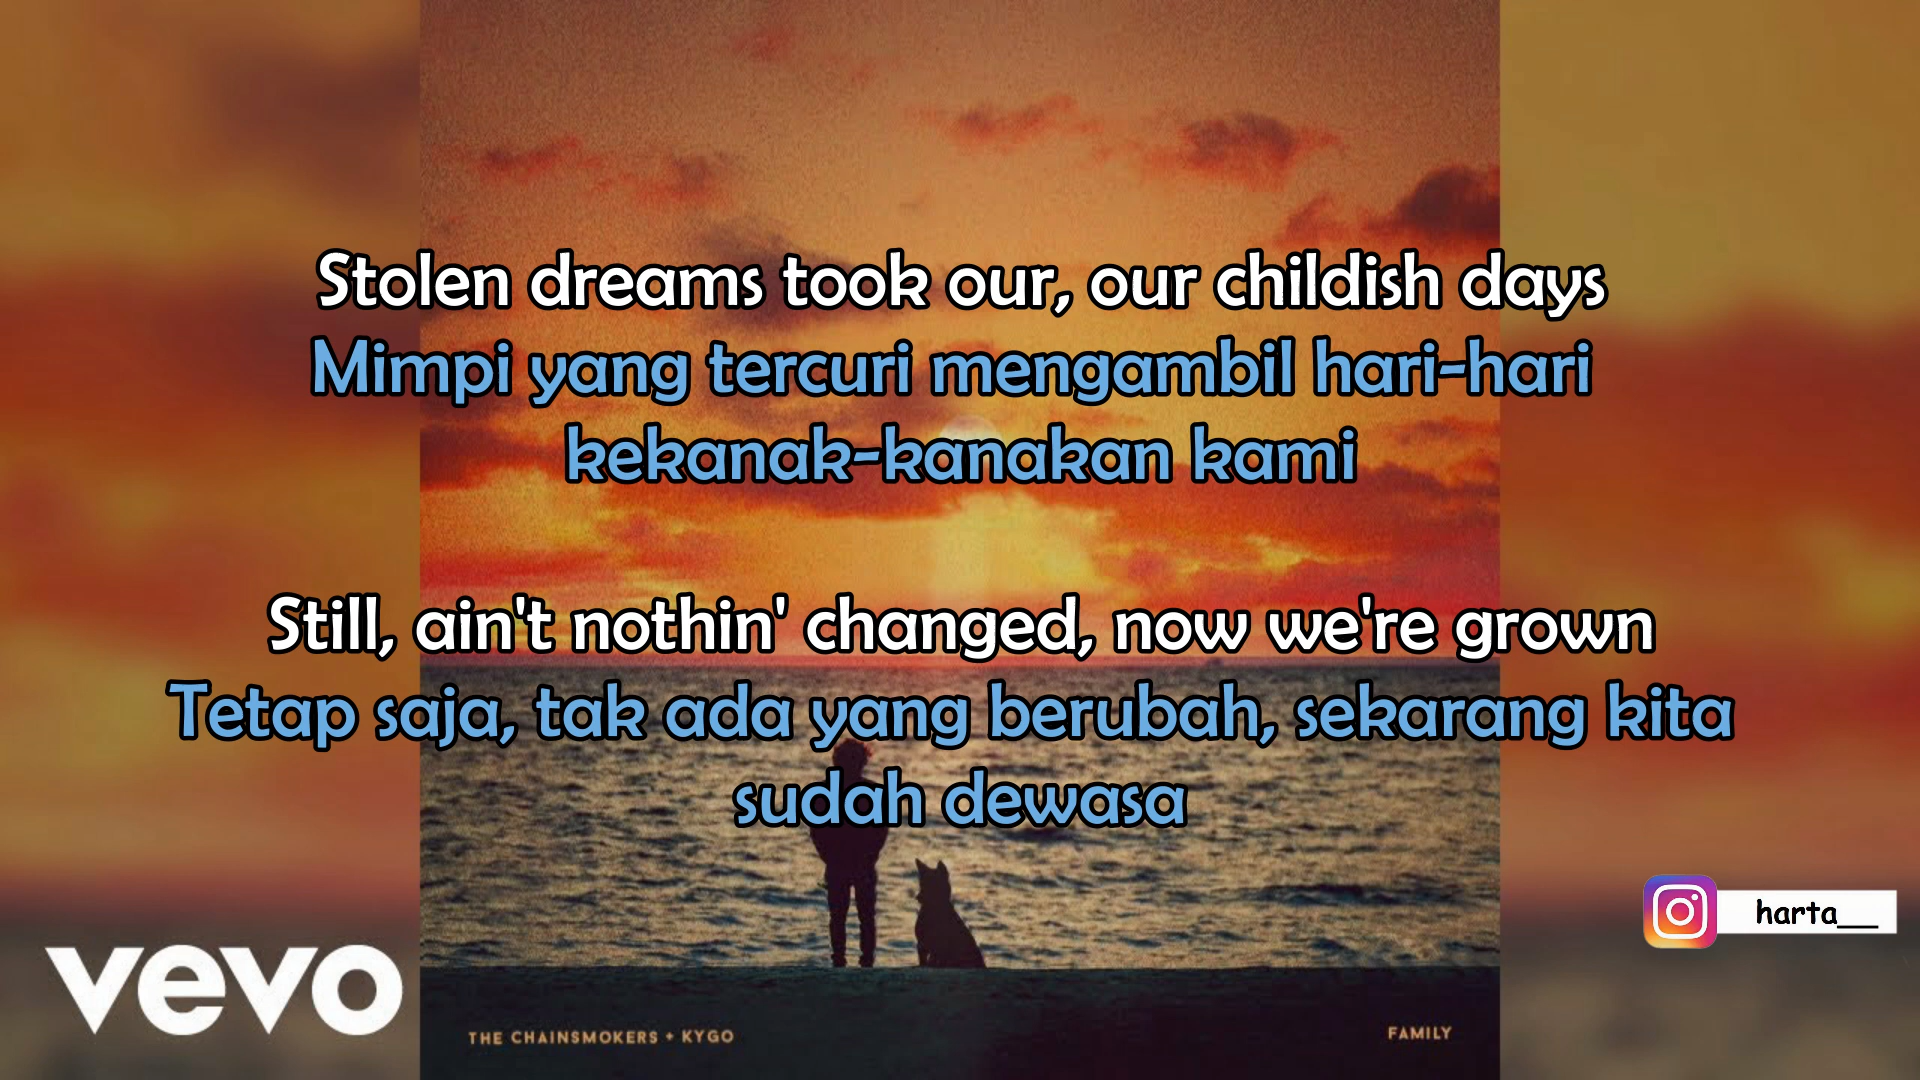 Stolen dreams took our, our childish days
Mimpi yang tercuri mengambil hari-hari
kekanak-kanakan kami
Still, ain't nothin' changed, now we're grown
Tetap saja, tak ada yang berubah, sekarang kita
sudah dewasa
harta__
vevo
THE CHAINSMOKERS + KYGO
FAMILY